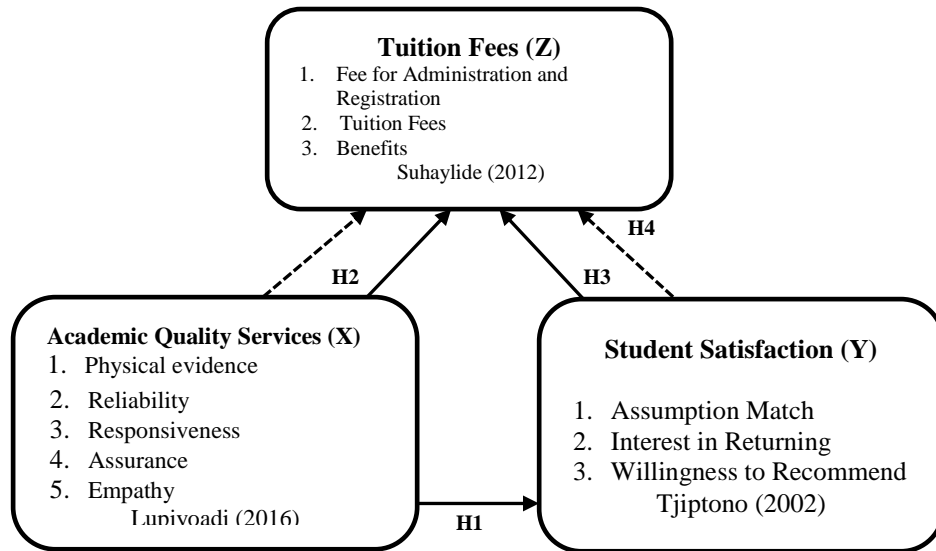 Tuition Fees (Z)
1. Fee for Administration and
Registration
2. Tuition Fees
3. Benefits
Suhaylide (2012)
H4
H2
H3
Academic Quality Services (X)
1. Physical evidence
2. Reliability
3. Responsiveness
4. Assurance
5. Empathy
Lupiyoadi (2016)
Student Satisfaction (Y)
1. Assumption Match
2. Interest in Returning
3. Willingness to Recommend
Tjiptono (2002)
H1